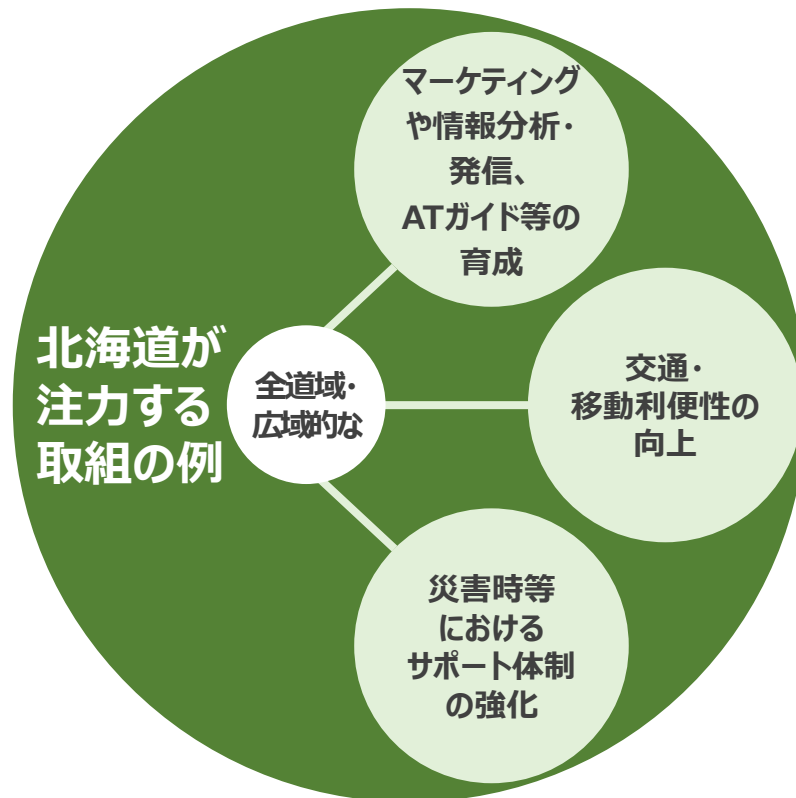 北海道が
注力する
取組の例
全道域・
広域的な
マーケティング
や情報分析・
発信、
ATガイド等の
育成
交通・
移動利便性の
向上
災害時等
における
サポート体制
の強化